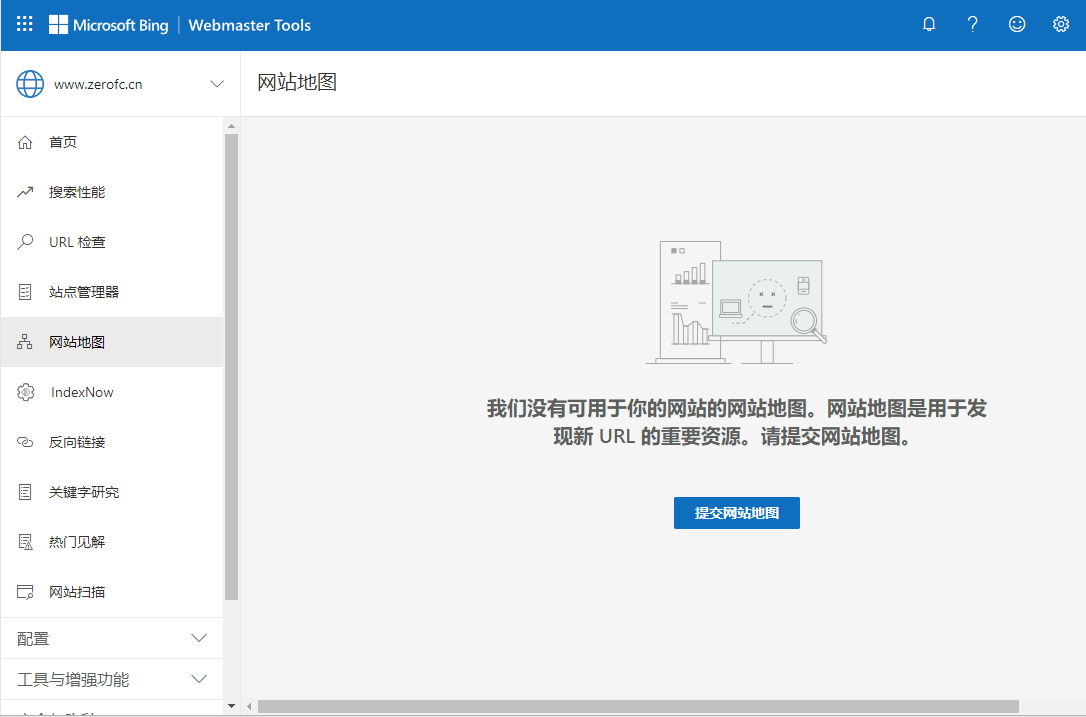 Microsoft Bing | Webmaster Tools
www.zerofc.cn
网站地图
首页
搜索性能
URL 检查
站点管理器
网站地图
IndexNow
反向链接
关键字研究
热门见解
网站扫描
配置
工具与增强功能
我们没有可用于你的网站的网站地图。网站地图是用于发
现新 URL 的重要资源。请提交网站地图。
提交网站地图